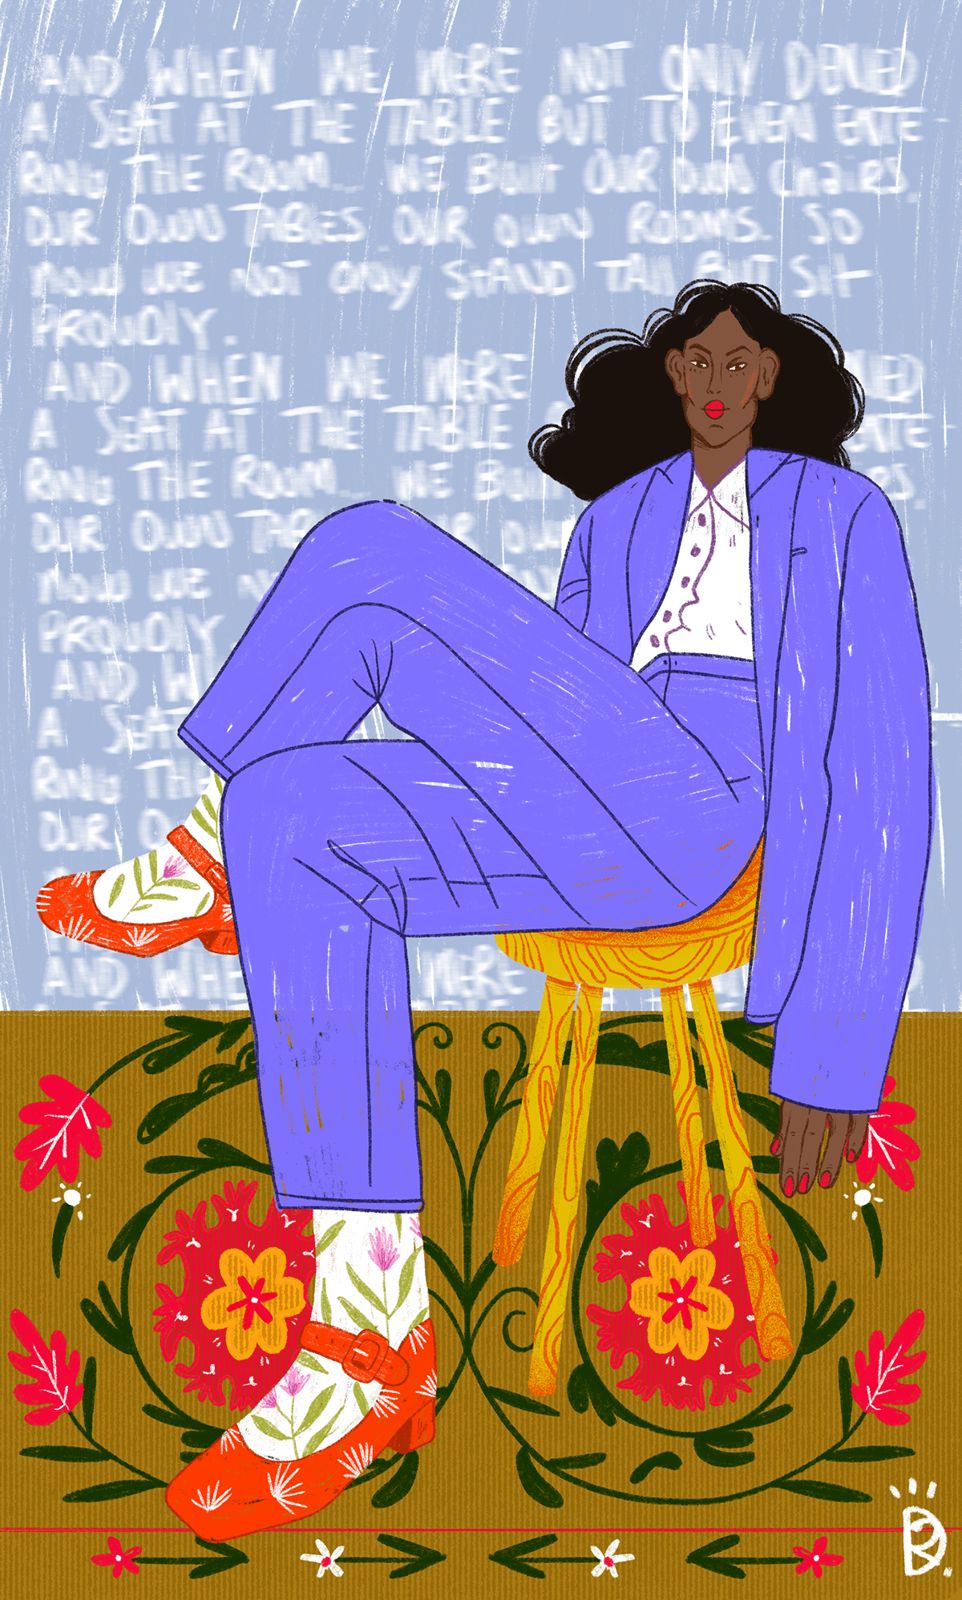 AND WHEN WE WERE NOT ONLY DENIED
A SEAT AT THE TABLE BUT TO EVEN ENTE-
RING THE ROOM... WE BUILT OUR OWN CHAIRS.
OUR OWN TABLES. OUR OWN ROOMS. SO
NOW WE NOT ONLY STAND TALL BUT SIT
PROUDLY.
AND WHEN WE WERE
A SEAT AT THE TABLE
RING THE ROOM
WE BUILT
OUR OWN
NOW WE
PROUDLY
AND
A SEAT
RING
OUR
AND WERE